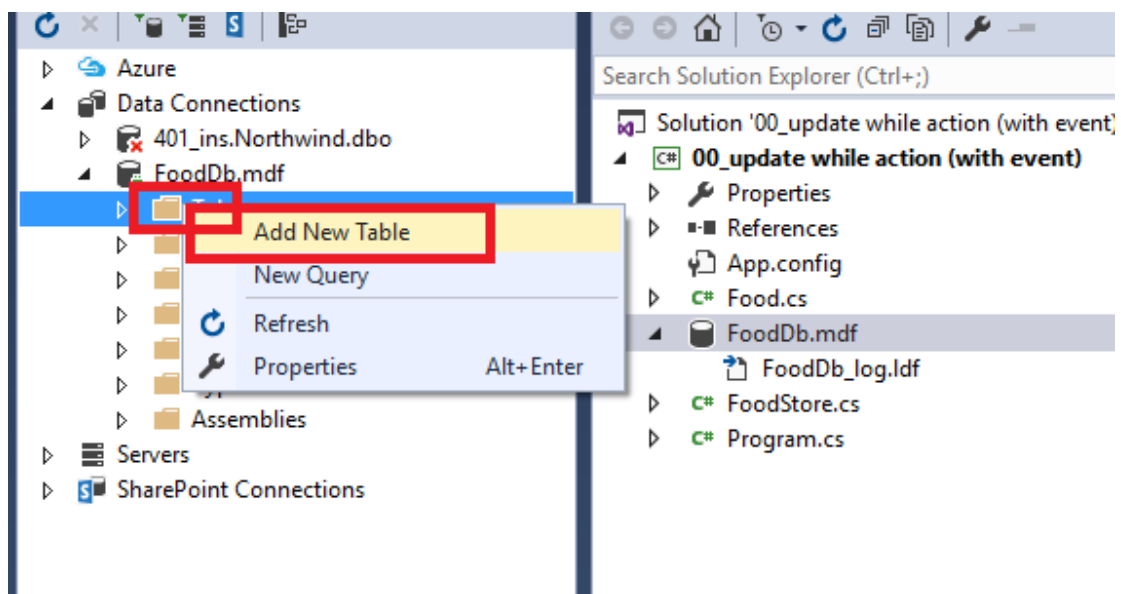 Azure
Data Connections
401_ins.Northwind.dbo
FoodDb.mdf
Add New Table
New Query
Refresh
Properties Alt+Enter
Assemblies
Servers
SharePoint Connections
Search Solution Explorer (Ctrl+;)
Solution '00_update while action (with event)
C# 00_update while action (with event)
Properties
References
App.config
C# Food.cs
FoodDb.mdf
FoodDb_log.ldf
C# FoodStore.cs
C# Program.cs